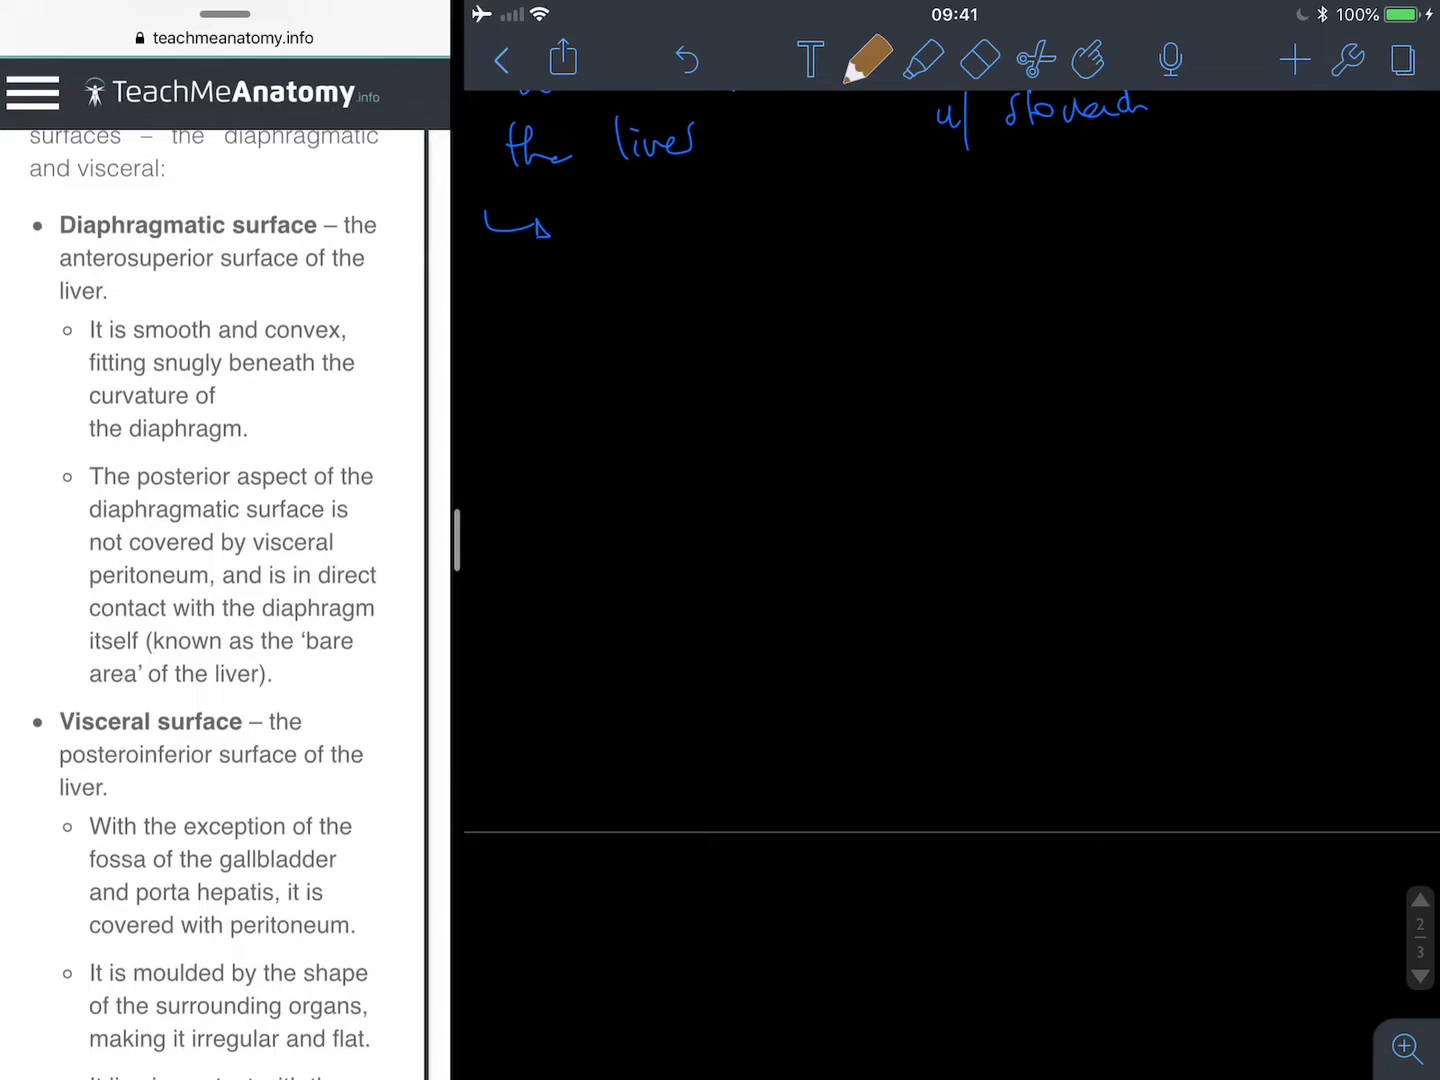 teachmeanatomy.info
09:41
100%
TeachMeAnatomy.info
surfaces – the diaphragmatic
and visceral:
• Diaphragmatic surface – the
anterosuperior surface of the
liver.
◦ It is smooth and convex,
fitting snugly beneath the
curvature of
the diaphragm.
◦ The posterior aspect of the
diaphragmatic surface is
not covered by visceral
peritoneum, and is in direct
contact with the diaphragm
itself (known as the ‘bare
area’ of the liver).
• Visceral surface – the
posteroinferior surface of the
liver.
◦ With the exception of the
fossa of the gallbladder
and porta hepatis, it is
covered with peritoneum.
◦ It is moulded by the shape
of the surrounding organs,
making it irregular and flat.
T
the liver
w/ stomach
2
3